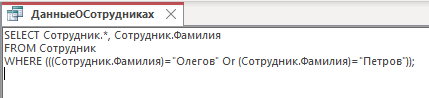 ДанныеОСотрудниках
SELECT Сотрудник.*, Сотрудник.Фамилия
FROM Сотрудник
WHERE (((Сотрудник.Фамилия)="Олегов" Or (Сотрудник.Фамилия)="Петров"));